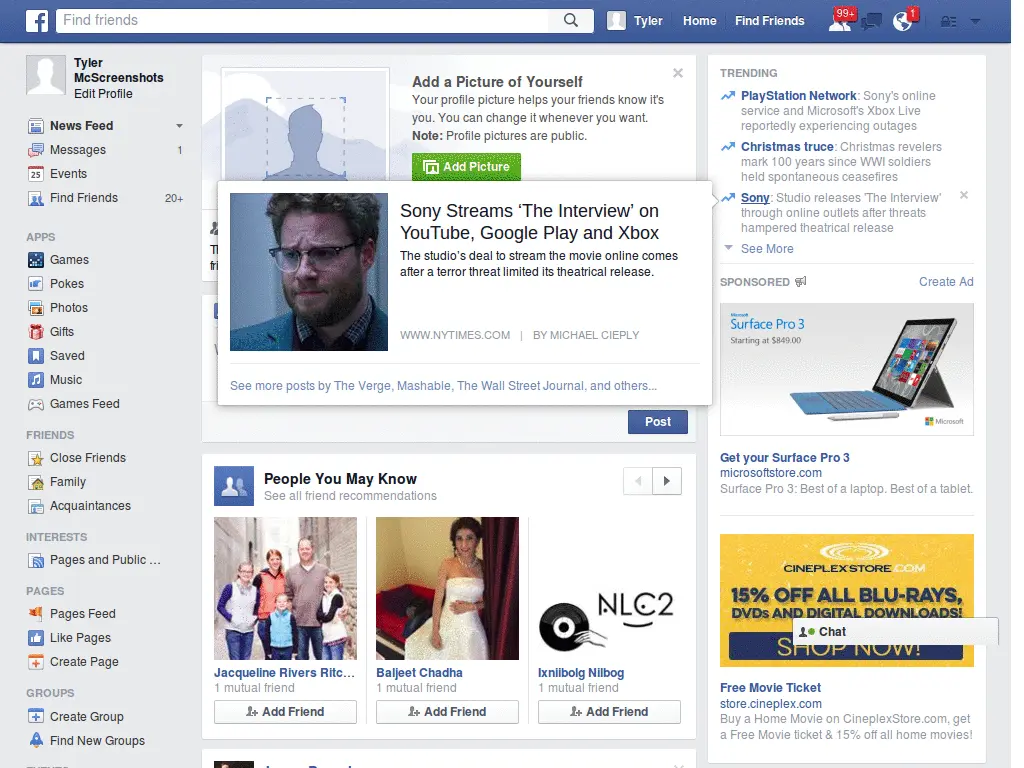 Find friends
Tyler
Home
Find Friends
99+
1
Tyler
McScreenshots
Edit Profile
News Feed
Messages 1
Events
Find Friends 20+
APPS
Games
Pokes
Photos
Gifts
Saved
Music
Games Feed
FRIENDS
Close Friends
Family
Acquaintances
INTERESTS
Pages and Public ...
PAGES
Pages Feed
Like Pages
Create Page
GROUPS
Create Group
Find New Groups
Add a Picture of Yourself
Your profile picture helps your friends know it's
you. You can change it whenever you want.
Note: Profile pictures are public.
Add Picture
Sony Streams ‘The Interview’ on
YouTube, Google Play and Xbox
The studio’s deal to stream the movie online comes
after a terror threat limited its theatrical release.
WWW.NYTIMES.COM | BY MICHAEL CIEPLY
See more posts by The Verge, Mashable, The Wall Street Journal, and others...
Post
People You May Know
See all friend recommendations
NLC2
Jacqueline Rivers Ritc...
1 mutual friend
Add Friend
Baljeet Chadha
1 mutual friend
Add Friend
Ixniibolg Nilbog
1 mutual friend
Add Friend
TRENDING
PlayStation Network: Sony's online
service and Microsoft's Xbox Live
reportedly experiencing outages
Christmas truce: Christmas revelers
mark 100 years since WWI soldiers
held spontaneous ceasefires
Sony: Studio releases 'The Interview'
through online outlets after threats
hampered theatrical release
See More
SPONSORED
Create Ad
Microsoft
Surface Pro 3
Starting at $849.00
Microsoft
Get your Surface Pro 3
microsoftstore.com
Surface Pro 3: Best of a laptop. Best of a tablet.
CINEPLEXSTORE.COM
15% OFF ALL BLU-RAYS,
DVDs AND DIGITAL DOWNLOADS!
Chat
SHOP NOW!
Free Movie Ticket
store.cineplex.com
Buy a Home Movie on CineplexStore.com, get
a Free Movie ticket & 15% off all home movies!